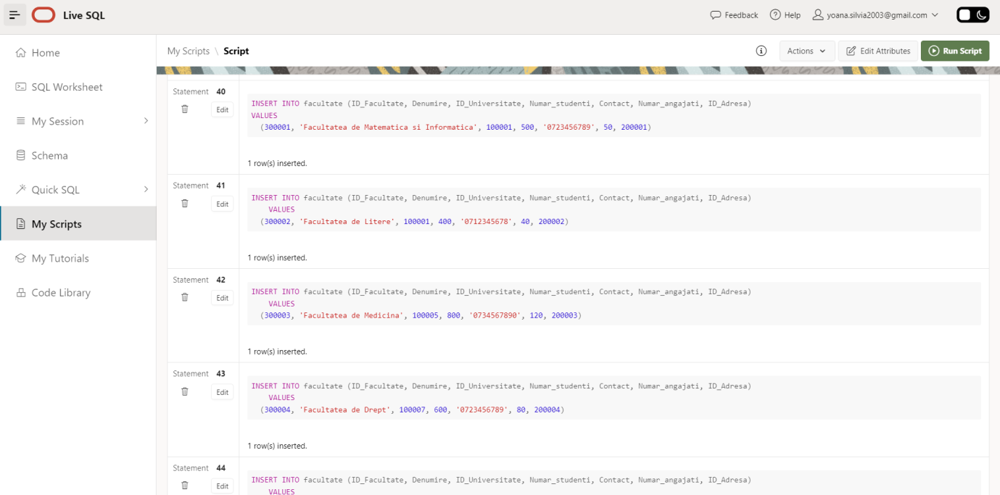 Live SQL
Feedback
Help
yoana.silvia2003@gmail.com
Home
SQL Worksheet
My Session
Schema
Quick SQL
My Scripts
My Tutorials
Code Library
My Scripts \ Script
Actions
Edit Attributes
Run Script
Statement 40
Edit
INSERT INTO facultate (ID_Facultate, Denumire, ID_Universitate, Numar_studenti, Contact, Numar_angajati, ID_Adresa)
VALUES
(300001, 'Facultatea de Matematica si Informatica', 100001, 500, '0723456789', 50, 200001)
1 row(s) inserted.
Statement 41
Edit
INSERT INTO facultate (ID_Facultate, Denumire, ID_Universitate, Numar_studenti, Contact, Numar_angajati, ID_Adresa)
VALUES
(300002, 'Facultatea de Litere', 100001, 400, '0712345678', 40, 200002)
1 row(s) inserted.
Statement 42
Edit
INSERT INTO facultate (ID_Facultate, Denumire, ID_Universitate, Numar_studenti, Contact, Numar_angajati, ID_Adresa)
VALUES
(300003, 'Facultatea de Medicina', 100005, 800, '0734567890', 120, 200003)
1 row(s) inserted.
Statement 43
Edit
INSERT INTO facultate (ID_Facultate, Denumire, ID_Universitate, Numar_studenti, Contact, Numar_angajati, ID_Adresa)
VALUES
(300004, 'Facultatea de Drept', 100007, 600, '0723456789', 80, 200004)
1 row(s) inserted.
Statement 44
Edit
INSERT INTO facultate (ID_Facultate, Denumire, ID_Universitate, Numar_studenti, Contact, Numar_angajati, ID_Adresa)
VALUES